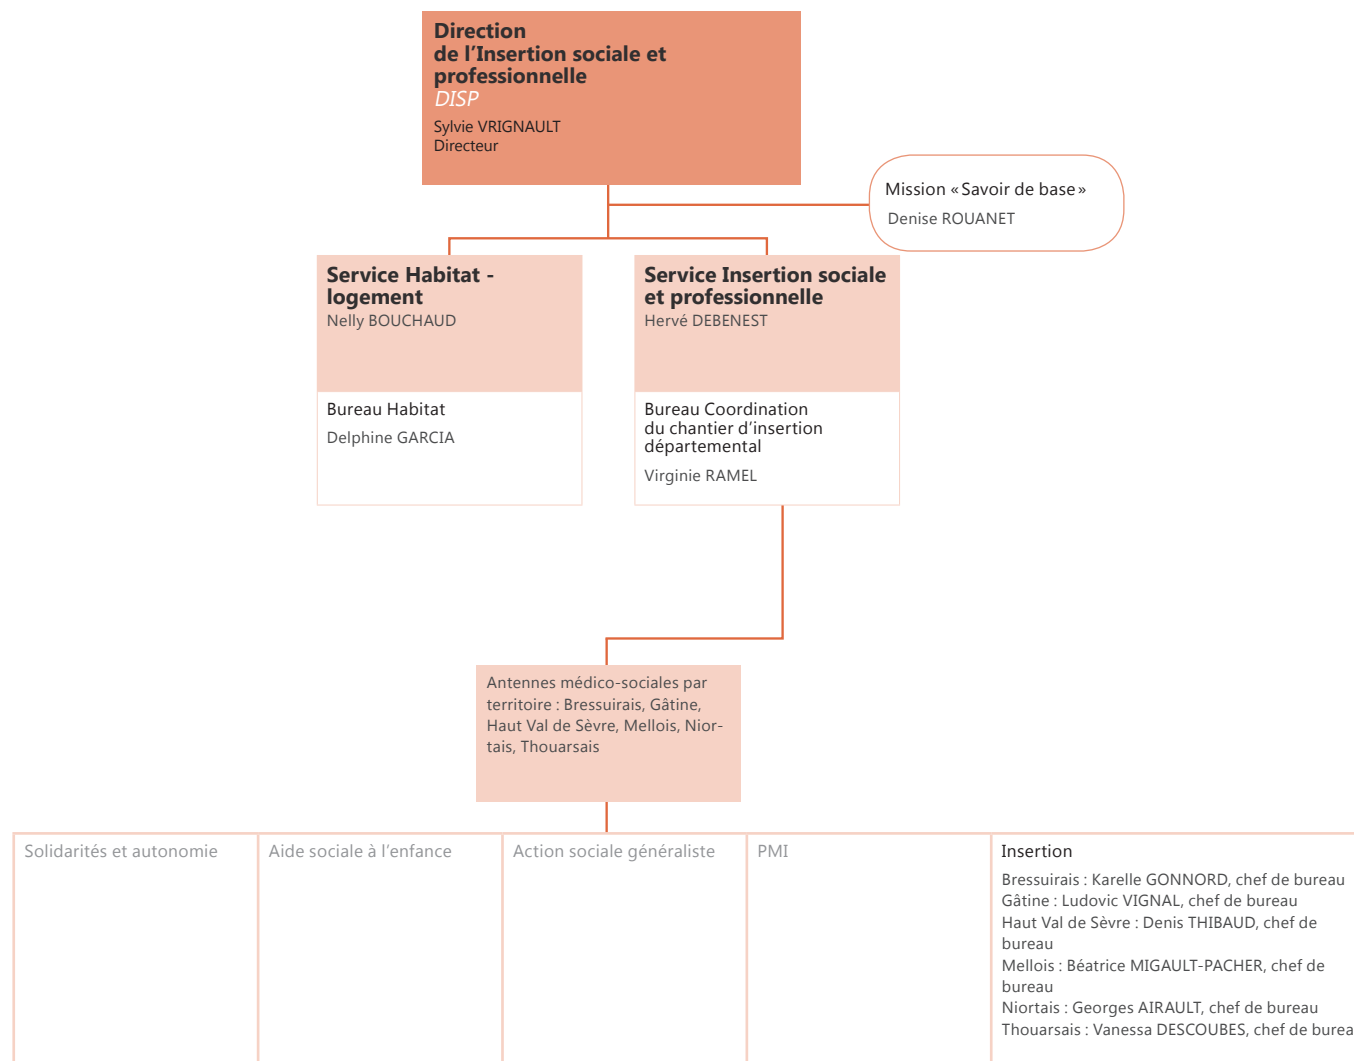 Direction
de l'Insertion sociale et
professionnelle
DISP
Sylvie VRIGNAULT
Directeur
Mission «Savoir de base»
Denise ROUANET
Service Habitat -
logement
Nelly BOUCHAUD
Service Insertion sociale
et professionnelle
Hervé DEBENEST
Bureau Habitat
Delphine GARCIA
Bureau Coordination
du chantier d'insertion
départemental
Virginie RAMEL
Antennes médico-sociales par
territoire : Bressuirais, Gâtine,
Haut Val de Sèvre, Mellois, Nior-
tais, Thouarsais
Solidarités et autonomie
Aide sociale à l'enfance
Action sociale généraliste
PMI
Insertion
Bressuirais : Karelle GONNORD, chef de bureau
Gâtine : Ludovic VIGNAL, chef de bureau
Haut Val de Sèvre : Denis THIBAUD, chef de
bureau
Mellois : Béatrice MIGAULT-PACHER, chef de
bureau
Niortais : Georges AIRAULT, chef de bureau
Thouarsais : Vanessa DESCOUBES, chef de burea